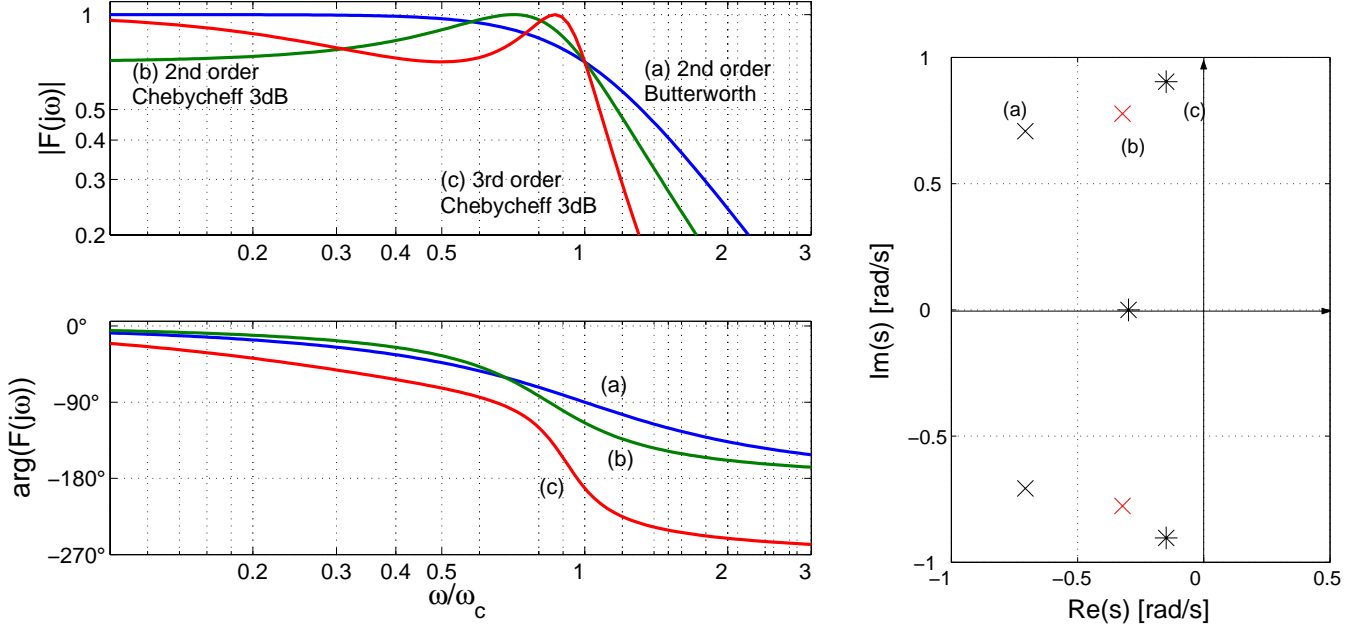 1
0.5
0.4
0.3
0.2
|F(jω)|
(b) 2nd order
Chebycheff 3dB
(a) 2nd order
Butterworth
(c) 3rd order
Chebycheff 3dB
0.2 0.3 0.4 0.5 1 2 3
0°
−90°
−180°
−270°
arg(F(jω))
(a)
(b)
(c)
0.2 0.3 0.4 0.5 1 2 3
ω/ω_c
1
0.5
0
−0.5
−1
Im(s) [rad/s]
(a)
(b)
(c)
−1 −0.5 0 0.5
Re(s) [rad/s]